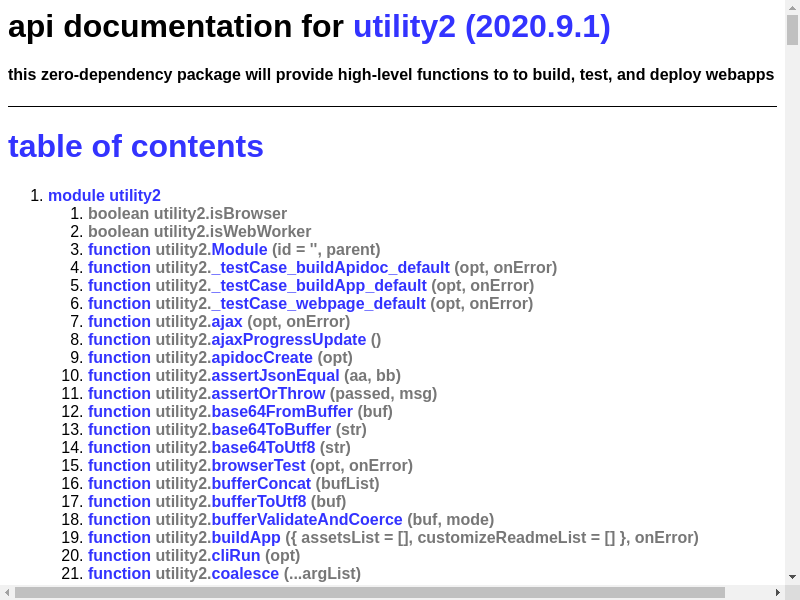 api documentation for utility2 (2020.9.1)
this zero-dependency package will provide high-level functions to to build, test, and deploy webapps
table of contents
1. module utility2
1. boolean utility2.isBrowser
2. boolean utility2.isWebWorker
3. function utility2.Module (id = '', parent)
4. function utility2._testCase_buildApidoc_default (opt, onError)
5. function utility2._testCase_buildApp_default (opt, onError)
6. function utility2._testCase_webpage_default (opt, onError)
7. function utility2.ajax (opt, onError)
8. function utility2.ajaxProgressUpdate ()
9. function utility2.apidocCreate (opt)
10. function utility2.assertJsonEqual (aa, bb)
11. function utility2.assertOrThrow (passed, msg)
12. function utility2.base64FromBuffer (buf)
13. function utility2.base64ToBuffer (str)
14. function utility2.base64ToUtf8 (str)
15. function utility2.browserTest (opt, onError)
16. function utility2.bufferConcat (bufList)
17. function utility2.bufferToUtf8 (buf)
18. function utility2.bufferValidateAndCoerce (buf, mode)
19. function utility2.buildApp ({ assetsList = [], customizeReadmeList = [] }, onError)
20. function utility2.cliRun (opt)
21. function utility2.coalesce (...argList)